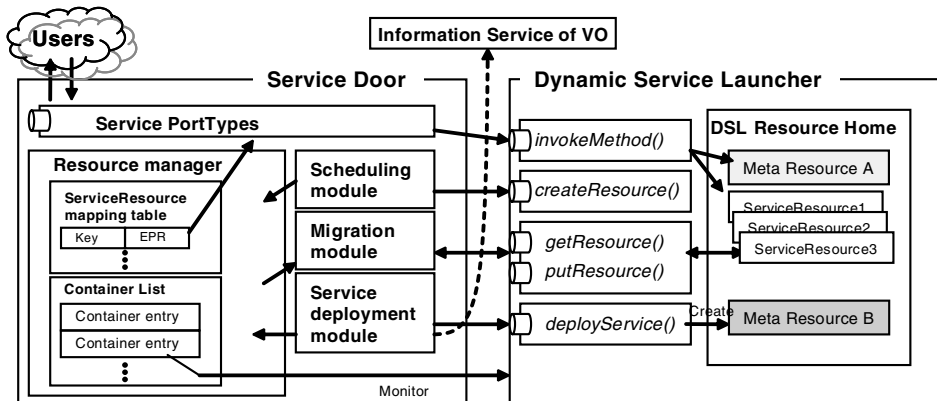 Users
Information Service of VO
Service Door
Dynamic Service Launcher
Service PortTypes
Resource manager
ServiceResource
mapping table
Key
EPR
Container List
Container entry
Container entry
Scheduling
module
Migration
module
Service
deployment
module
Monitor
invokeMethod()
createResource()
getResource()
putResource()
deployService()
Create
DSL Resource Home
Meta Resource A
ServiceResource1
ServiceResource2
ServiceResource3
Meta Resource B